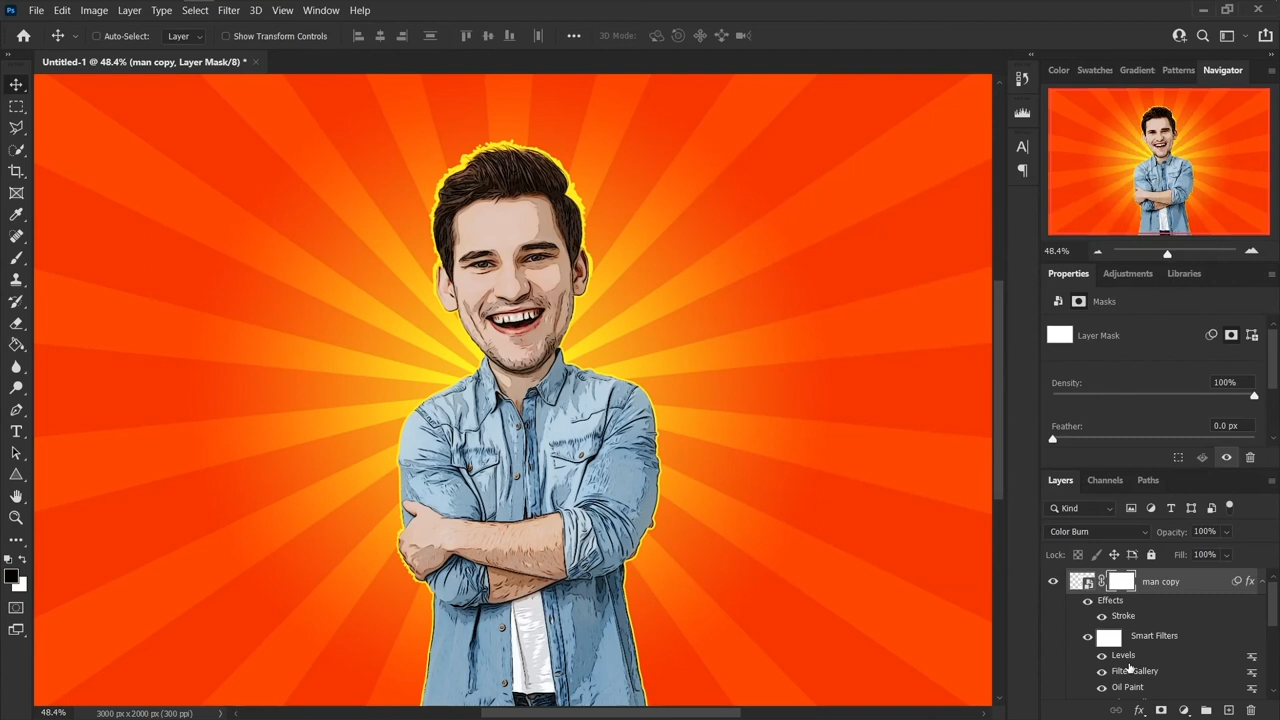 Ps File Edit Image Layer Type Select Filter 3D View Window Help
Auto-Select: Layer Show Transform Controls 3D Mode:
Untitled-1 @ 48.4% (man copy, Layer Mask/8) *
Color Swatches Gradient Patterns Navigator
48.4%
Properties Adjustments Libraries
Masks
Layer Mask
Density: 100%
Feather: 0.0 px
Layers Channels Paths
Kind
Color Burn Opacity: 100%
Lock: Fill: 100%
man copy fx
Effects
Stroke
Smart Filters
Levels
Filter Gallery
Oil Paint
48.4% 3000 px x 2000 px (300 ppi)
fx